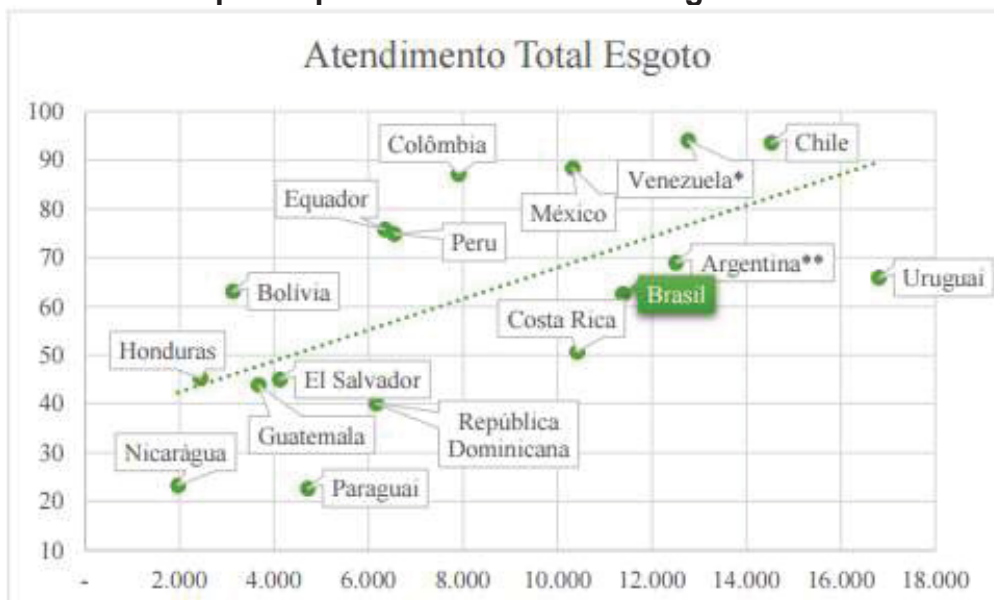 Atendimento Total Esgoto
100
90
80
70
60
50
40
30
20
10
Colômbia
Chile
Venezuela*
Equador
México
Peru
Argentina**
Uruguai
Bolívia
Brasil
Costa Rica
Honduras
El Salvador
Guatemala
República
Dominicana
Nicarágua
Paraguai
- 2.000 4.000 6.000 8.000 10.000 12.000 14.000 16.000 18.000